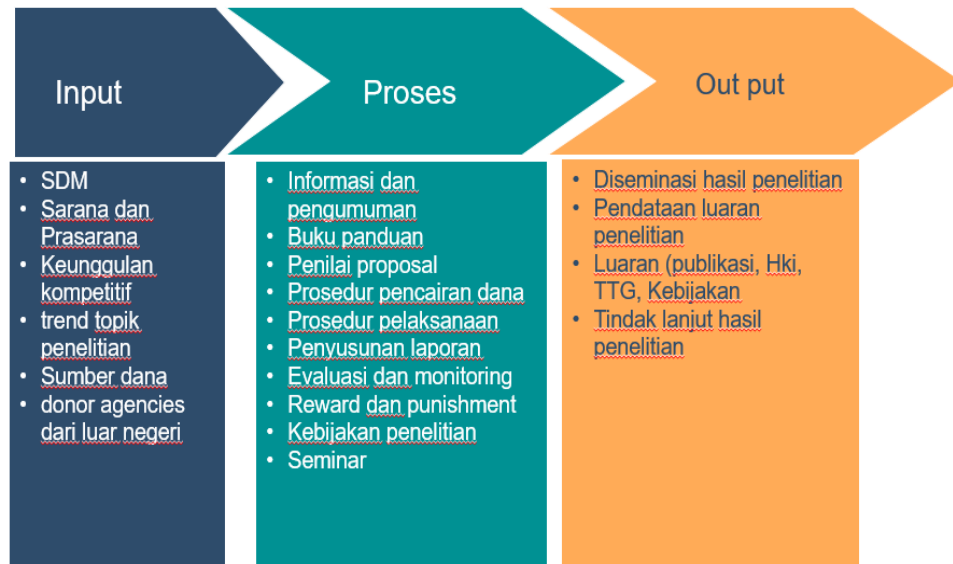 Input
Proses
Out put
• SDM
• Sarana dan
Prasarana
• Keunggulan
kompetitif
• trend topik
penelitian
• Sumber dana
• donor agencies
dari luar negeri
• Informasi dan
pengumuman
• Buku panduan
• Penilai proposal
• Prosedur pencairan dana
• Prosedur pelaksanaan
• Penyusunan laporan
• Evaluasi dan monitoring
• Reward dan punishment
• Kebijakan penelitian
• Seminar
• Diseminasi hasil penelitian
• Pendataan luaran
penelitian
• Luaran (publikasi, Hki,
TTG, Kebijakan
• Tindak lanjut hasil
penelitian